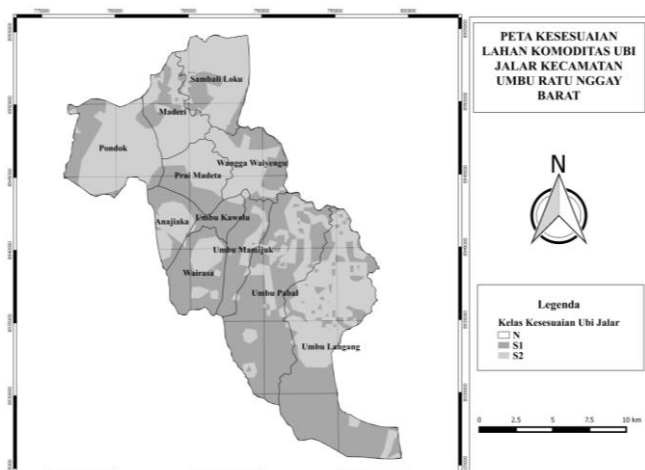 PETA KESESUAIAN
LAHAN KOMODITAS UBI
JALAR KECAMATAN
UMBU RATU NGGAY
BARAT
N
Legenda
Kelas Kesesuaian Ubi Jalar
N
S1
S2
0 2.5 5 7.5 10 km
Sambali Loku
Maderi
Pondok
Wangga Waiyengu
Prai Madeta
Anajiaka
Umbu Kawolu
Umbu Mamijuk
Wairasa
Umbu Pabal
Umbu Langang